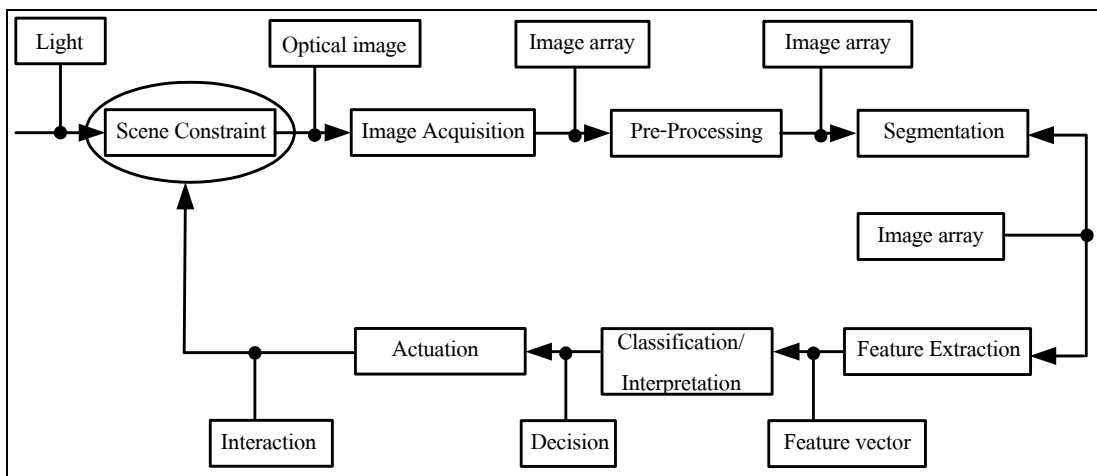 Light
Optical image
Image array
Image array
Scene Constraint
Image Acquisition
Pre-Processing
Segmentation
Image array
Actuation
Classification/
Interpretation
Feature Extraction
Interaction
Decision
Feature vector